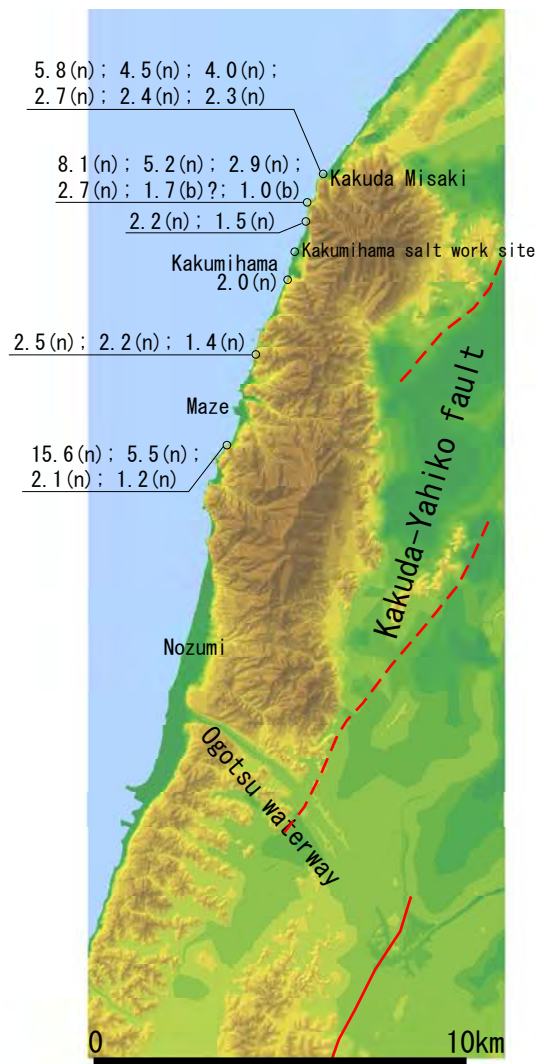 5.8(n); 4.5(n); 4.0(n);
2.7(n); 2.4(n); 2.3(n)
8.1(n); 5.2(n); 2.9(n);
2.7(n); 1.7(b)?; 1.0(b)
Kakuda Misaki
2.2(n); 1.5(n)
Kakumihama salt work site
Kakumihama
2.0(n)
2.5(n); 2.2(n); 1.4(n)
Maze
15.6(n); 5.5(n);
2.1(n); 1.2(n)
Kakuda-Yahiko fault
Nozumi
Ogotsu waterway
0
10km